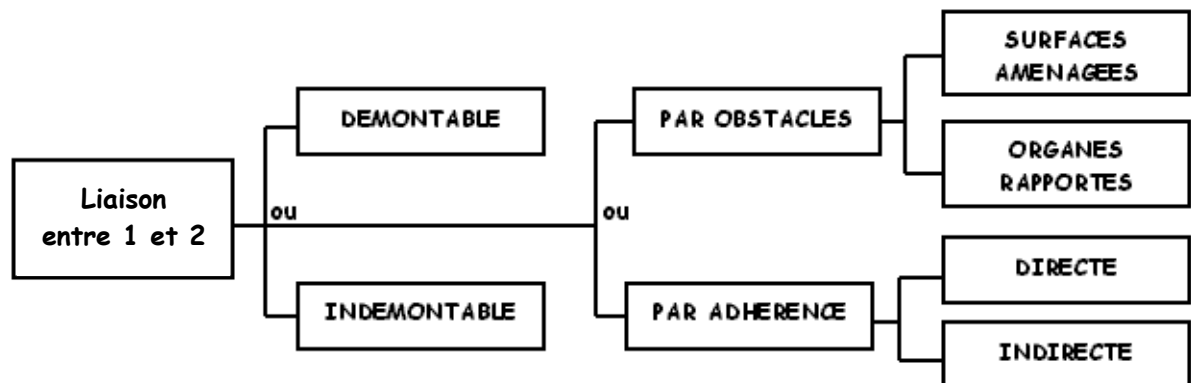 Liaison
entre 1 et 2
ou
DEMONTABLE
INDEMONTABLE
ou
PAR OBSTACLES
PAR ADHERENCE
SURFACES
AMENAGEES
ORGANES
RAPPORTES
DIRECTE
INDIRECTE